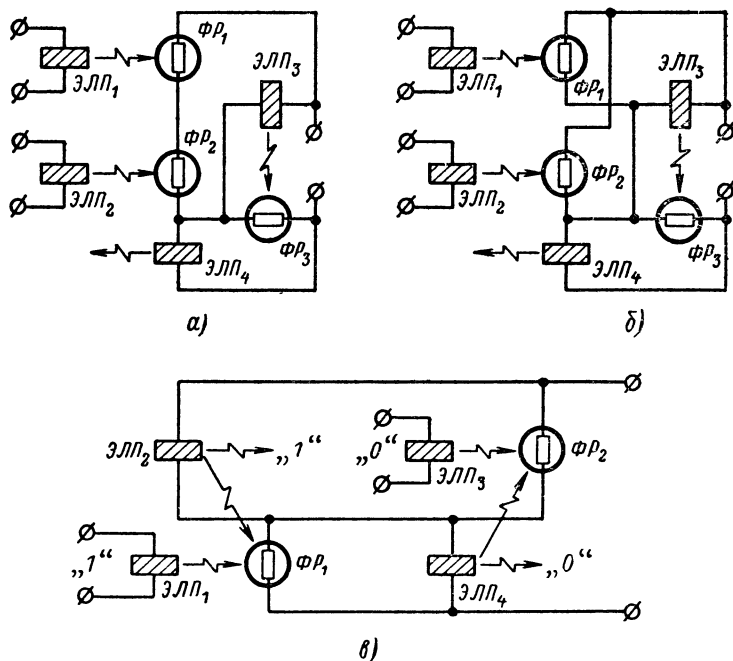 ЭЛП₁
ФР₁
ЭЛП₃
ЭЛП₂
ФР₂
ФР₃
ЭЛП₄
а)
ЭЛП₁
ФР₁
ЭЛП₃
ЭЛП₂
ФР₂
ФР₃
ЭЛП₄
б)
ЭЛП₂
„1“
„0“
ЭЛП₃
ФР₂
„1“
ЭЛП₁
ФР₁
ЭЛП₄
„0“
в)